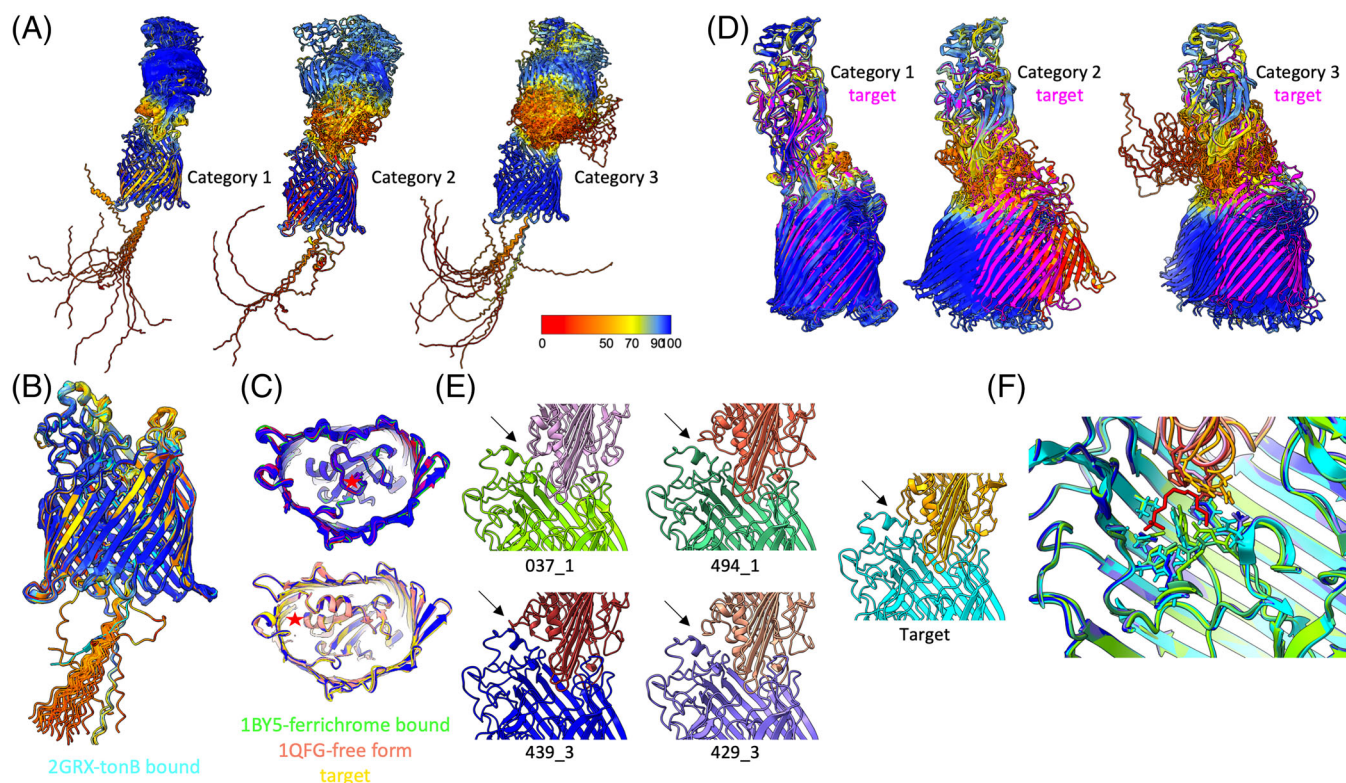 (A)
Category 1
Category 2
Category 3
0 50 70 90 100
(D)
Category 1
target
Category 2
target
Category 3
target
(B)
2GRX-tonB bound
(C)
1BY5-ferrichrome bound
1QFG-free form
target
(E)
037_1
494_1
439_3
429_3
Target
(F)